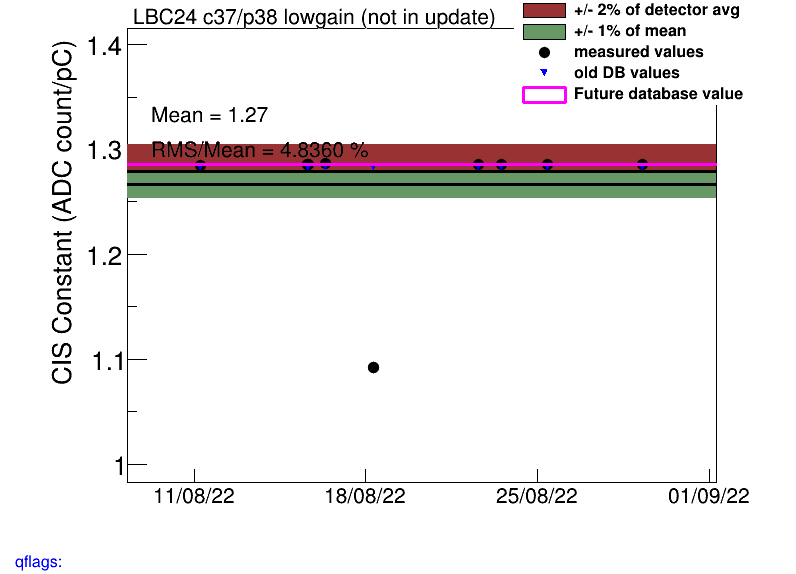 LBC24 c37/p38 lowgain (not in update)
+/- 2% of detector avg
+/- 1% of mean
measured values
old DB values
Future database value
Mean = 1.27
RMS/Mean = 4.8360 %
CIS Constant (ADC count/pC)
1.4
1.3
1.2
1.1
1
11/08/22 18/08/22 25/08/22 01/09/22
qflags: